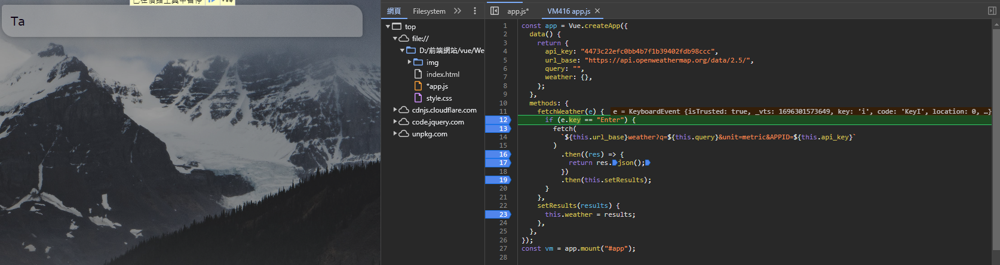 已在偵錯工具中暫停
Ta
網頁
Filesystem
top
file://
D:/前端網站/vue/We
img
index.html
*app.js
style.css
cdnjs.cloudflare.com
code.jquery.com
unpkg.com
app.js*
VM416 app.js
1 const app = Vue.createApp({
2 data() {
3 return {
4 api_key: "4473c22efc0bb4b7f1b39402fdb98ccc",
5 url_base: "https://api.openweathermap.org/data/2.5/",
6 query: "",
7 weather: {},
8 };
9 },
10 methods: {
11 fetchWeather(e) { e = KeyboardEvent {isTrusted: true, _vts: 1696301573649, key: 'i', code: 'KeyI', location: 0, …}
12 if (e.key == "Enter") {
13 fetch(
14 `${this.url_base}weather?q=${this.query}&unit=metric&APPID=${this.api_key}`
15 )
16 .then((res) => {
17 return res.json();
18 })
19 .then(this.setResults);
20 }
21 },
22 setResults(results) {
23 this.weather = results;
24 },
25 },
26 });
27 const vm = app.mount("#app");
28